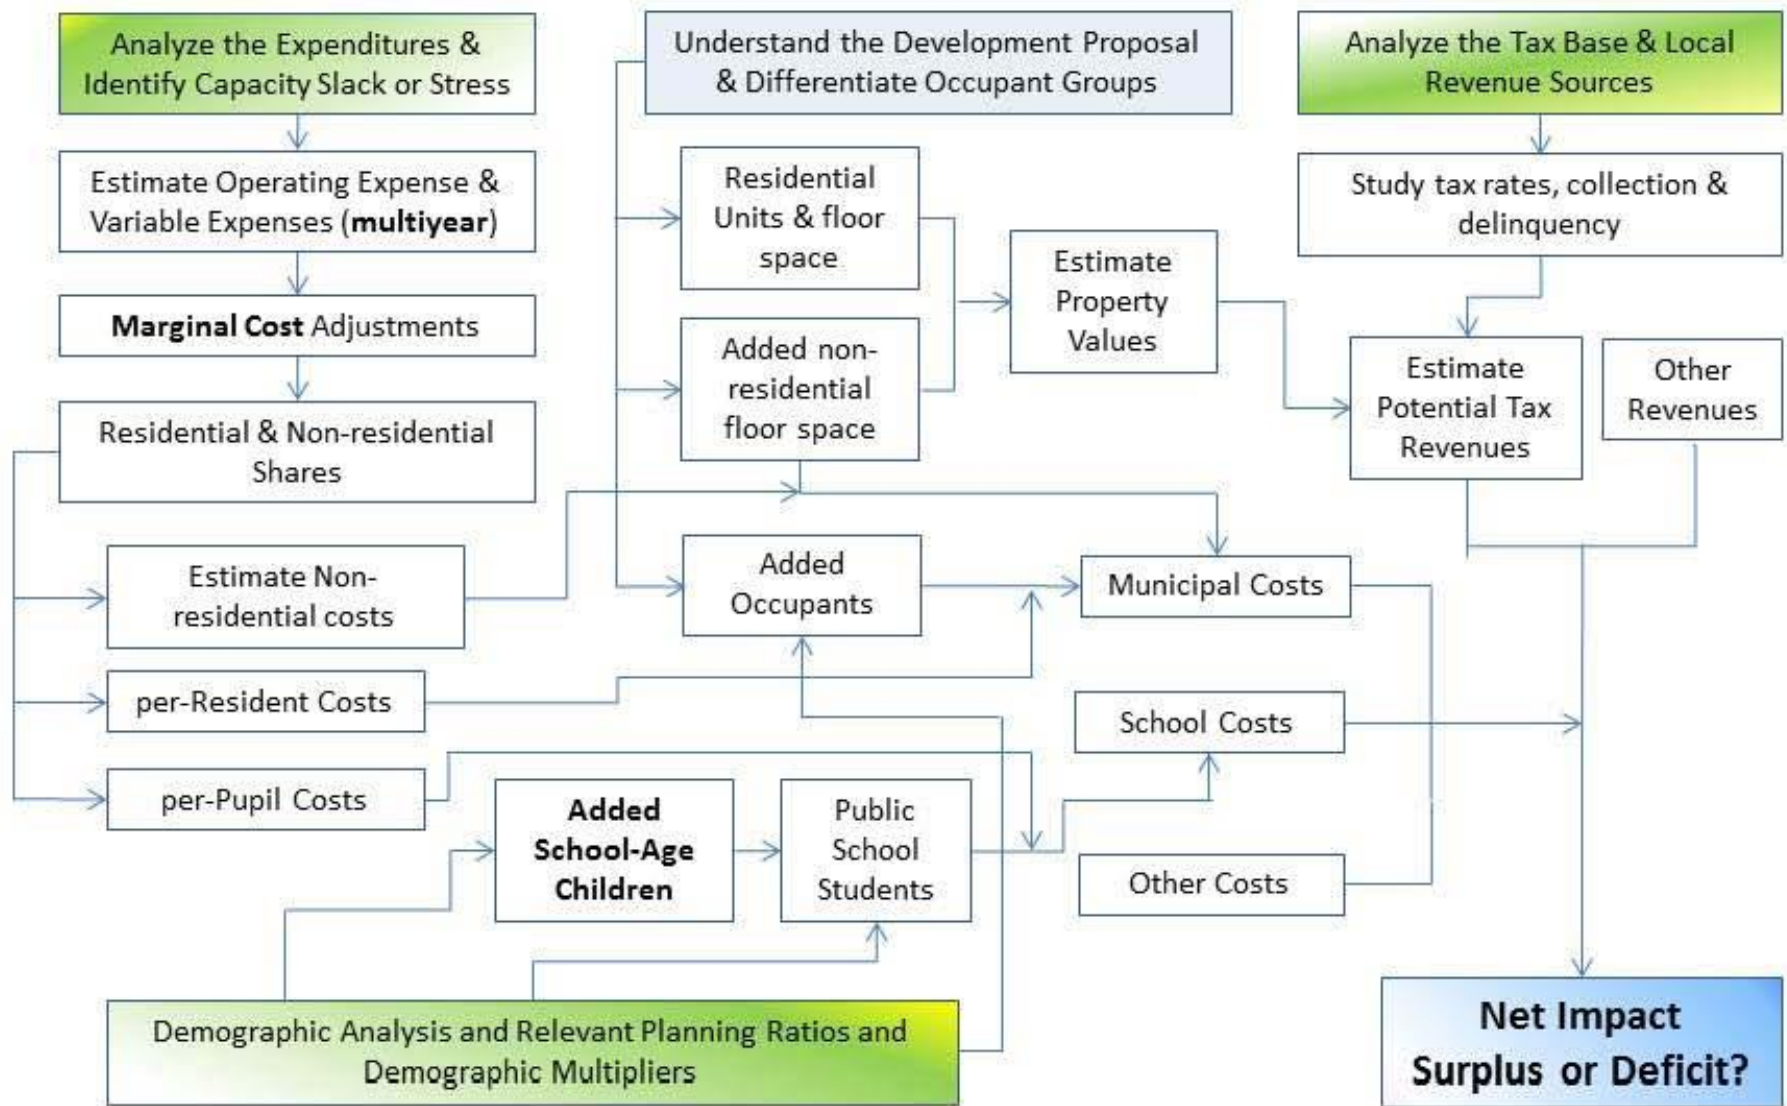 Analyze the Expenditures &
Identify Capacity Slack or Stress
Understand the Development Proposal
& Differentiate Occupant Groups
Analyze the Tax Base & Local
Revenue Sources
Estimate Operating Expense &
Variable Expenses (multiyear)
Residential
Units & floor
space
Study tax rates, collection &
delinquency
Estimate
Property
Values
Marginal Cost Adjustments
Added non-
residential
floor space
Estimate
Potential Tax
Revenues
Other
Revenues
Residential & Non-residential
Shares
Estimate Non-
residential costs
Added
Occupants
Municipal Costs
per-Resident Costs
School Costs
per-Pupil Costs
Added
School-Age
Children
Public
School
Students
Other Costs
Demographic Analysis and Relevant Planning Ratios and
Demographic Multipliers
Net Impact
Surplus or Deficit?